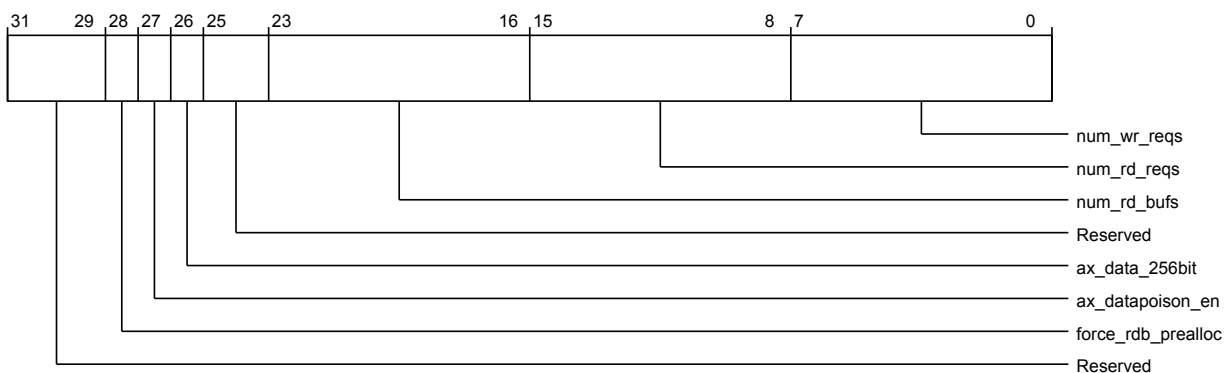 31 29 28 27 26 25 23 16 15 8 7 0
num_wr_reqs
num_rd_reqs
num_rd_bufs
Reserved
ax_data_256bit
ax_datapoison_en
force_rdb_prealloc
Reserved